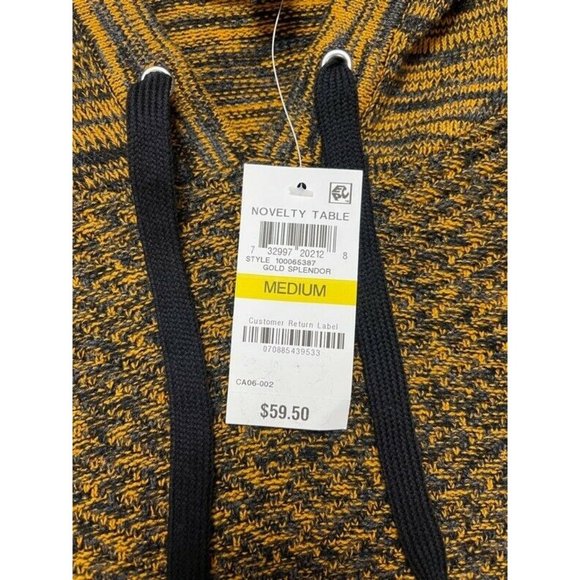 NOVELTY TABLE
7 32997 20212 8
STYLE 100065387
GOLD SPLENDOR
MEDIUM
Customer Return Label
070885439533
CA06-002
$59.50